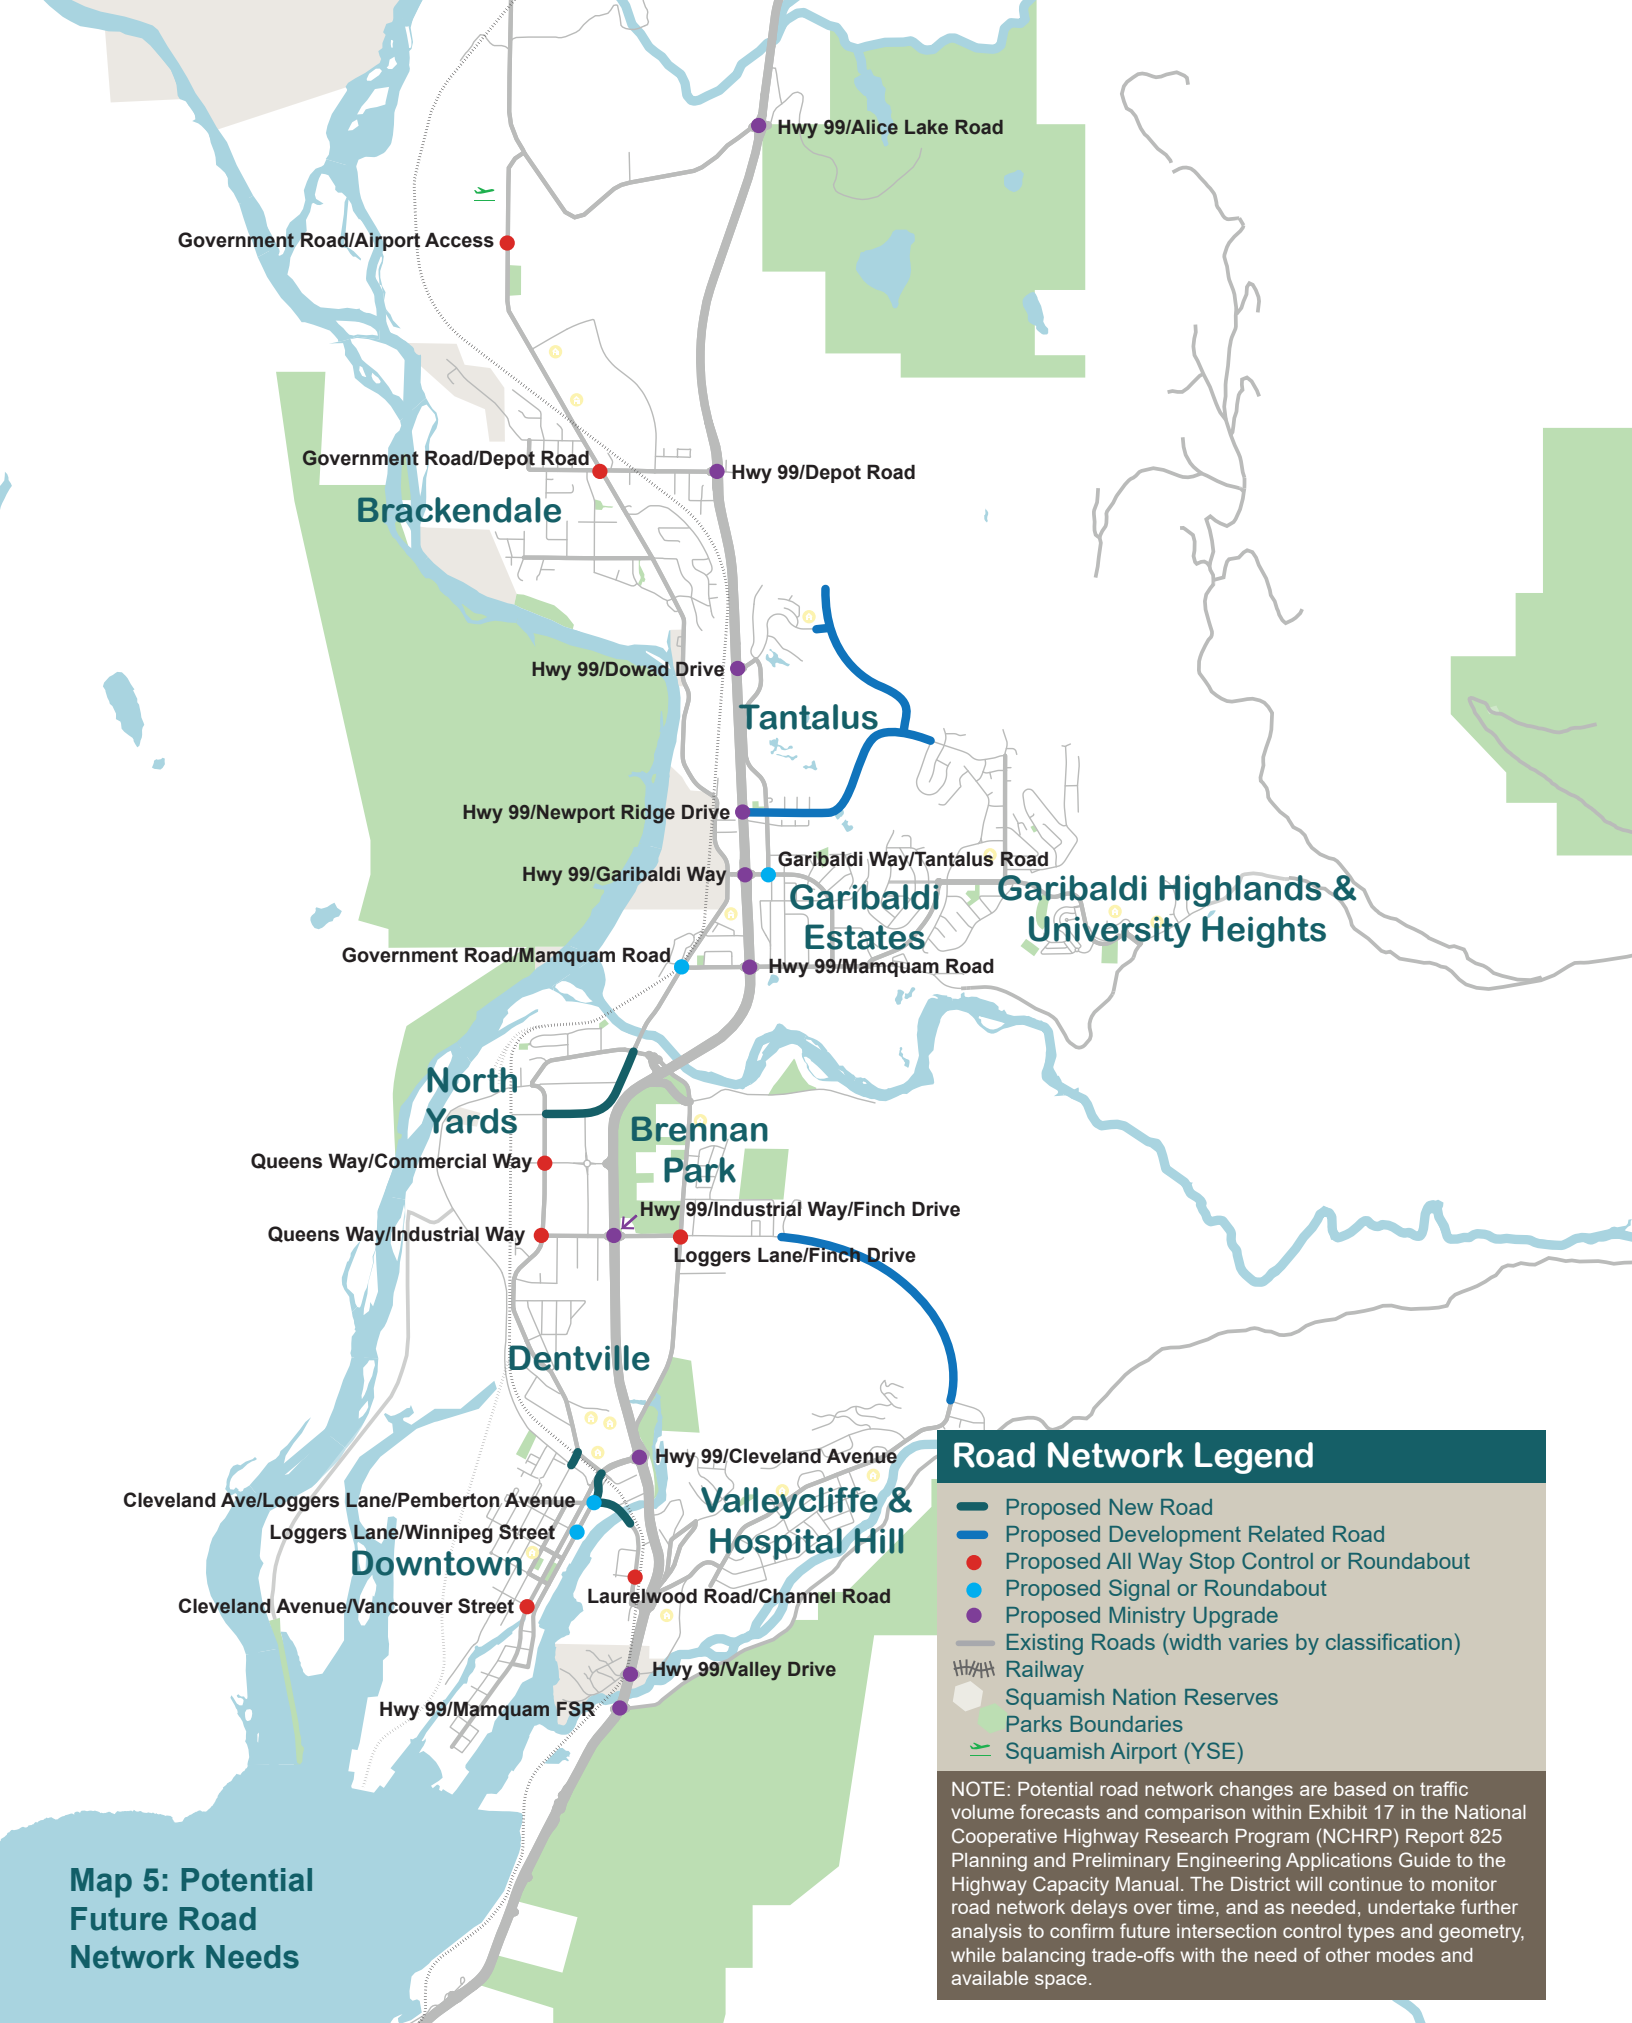 Hwy 99/Alice Lake Road
Government Road/Airport Access
Government Road/Depot Road
Hwy 99/Depot Road
Brackendale
Hwy 99/Dowad Drive
Tantalus
Hwy 99/Newport Ridge Drive
Garibaldi Way/Tantalus Road
Hwy 99/Garibaldi Way
Garibaldi
Estates
Garibaldi Highlands &
University Heights
Government Road/Mamquam Road
Hwy 99/Mamquam Road
North
Yards
Brennan
Park
Queens Way/Commercial Way
Hwy 99/Industrial Way/Finch Drive
Queens Way/Industrial Way
Loggers Lane/Finch Drive
Dentville
Hwy 99/Cleveland Avenue
Cleveland Ave/Loggers Lane/Pemberton Avenue
Valleycliffe &
Hospital Hill
Loggers Lane/Winnipeg Street
Downtown
Laurelwood Road/Channel Road
Cleveland Avenue/Vancouver Street
Hwy 99/Valley Drive
Hwy 99/Mamquam FSR
Road Network Legend
Proposed New Road
Proposed Development Related Road
Proposed All Way Stop Control or Roundabout
Proposed Signal or Roundabout
Proposed Ministry Upgrade
Existing Roads (width varies by classification)
Railway
Squamish Nation Reserves
Parks Boundaries
Squamish Airport (YSE)
NOTE: Potential road network changes are based on traffic
volume forecasts and comparison within Exhibit 17 in the National
Cooperative Highway Research Program (NCHRP) Report 825
Planning and Preliminary Engineering Applications Guide to the
Highway Capacity Manual. The District will continue to monitor
road network delays over time, and as needed, undertake further
analysis to confirm future intersection control types and geometry,
while balancing trade-offs with the need of other modes and
available space.
Map 5: Potential
Future Road
Network Needs